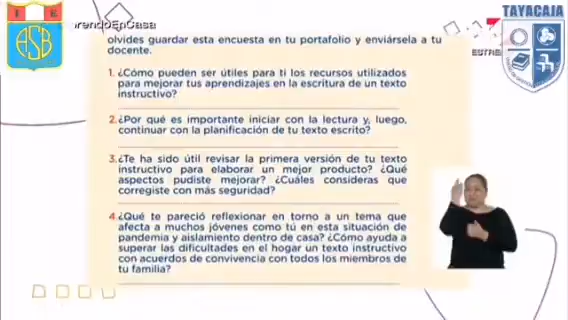 I E
ASB
rendoEnCasa
TAYACAJA
ESTRE
olvides guardar esta encuesta en tu portafolio y enviársela a tu
docente.
1. ¿Cómo pueden ser útiles para ti los recursos utilizados
para mejorar tus aprendizajes en la escritura de un texto
instructivo?
2. ¿Por qué es importante iniciar con la lectura y, luego,
continuar con la planificación de tu texto escrito?
3. ¿Te ha sido útil revisar la primera versión de tu texto
instructivo para elaborar un mejor producto? ¿Qué
aspectos pudiste mejorar? ¿Cuáles consideras que
corregiste con más seguridad?
4. ¿Qué te pareció reflexionar en torno a un tema que
afecta a muchos jóvenes como tú en esta situación de
pandemia y aislamiento dentro de casa? ¿Cómo ayuda a
superar las dificultades en el hogar un texto instructivo
con acuerdos de convivencia con todos los miembros de
tu familia?